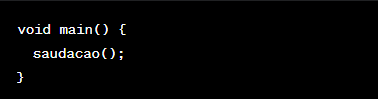 void main() {
  saudacao();
}